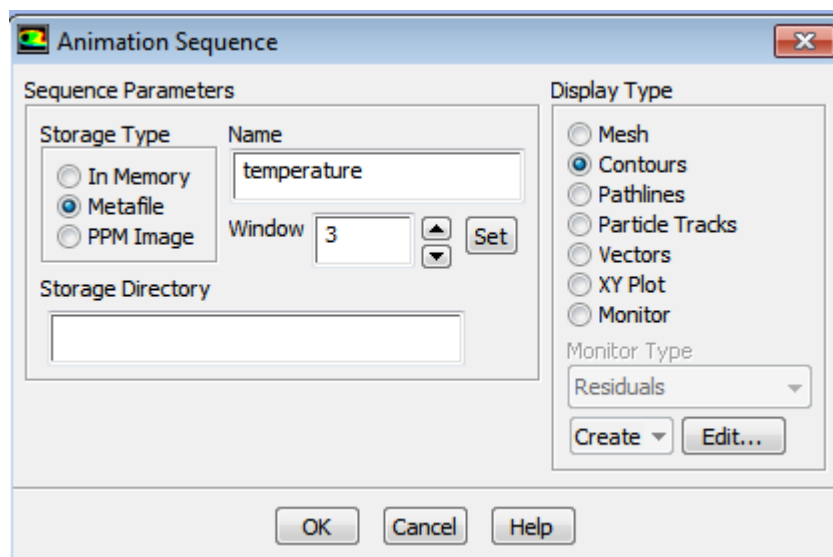 Animation Sequence
Sequence Parameters
Storage Type
In Memory
Metafile
PPM Image
Name
temperature
Window 3 Set
Storage Directory
Display Type
Mesh
Contours
Pathlines
Particle Tracks
Vectors
XY Plot
Monitor
Monitor Type
Residuals
Create Edit...
OK Cancel Help